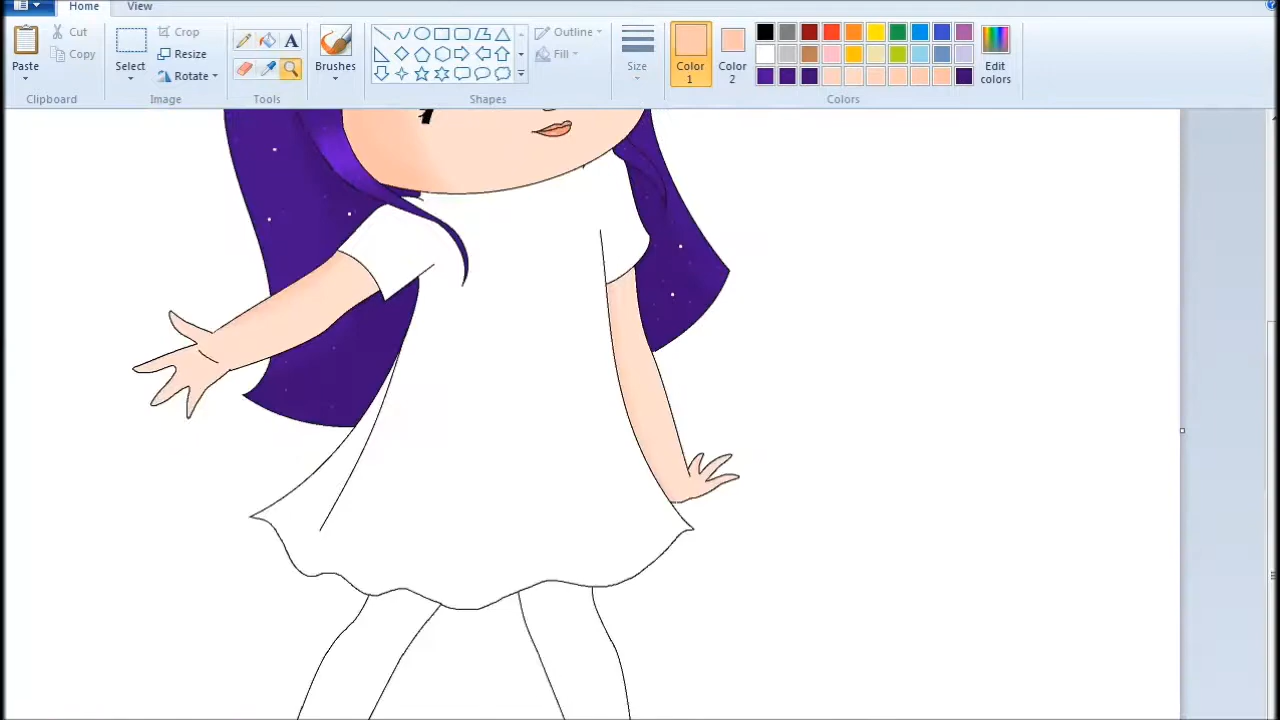 Home View
Paste
Cut
Copy
Clipboard
Select
Crop
Resize
Rotate
Image
A
Tools
Brushes
Shapes
Outline
Fill
Size
Color
1
Color
2
Edit
colors
Colors